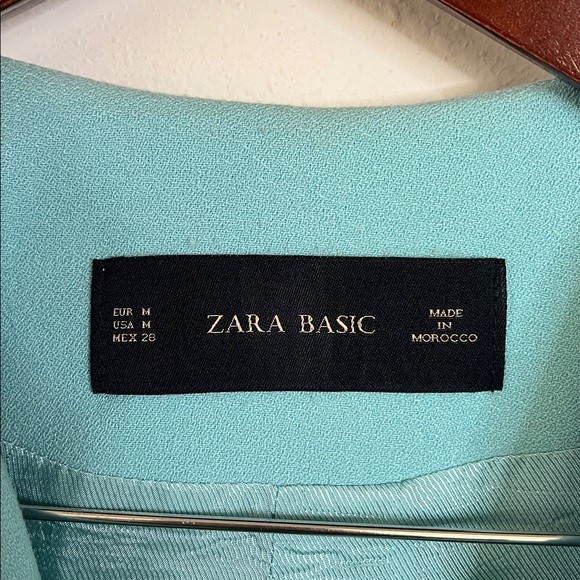 EUR M
USA M
MEX 28
ZARA BASIC
MADE
IN
MOROCCO